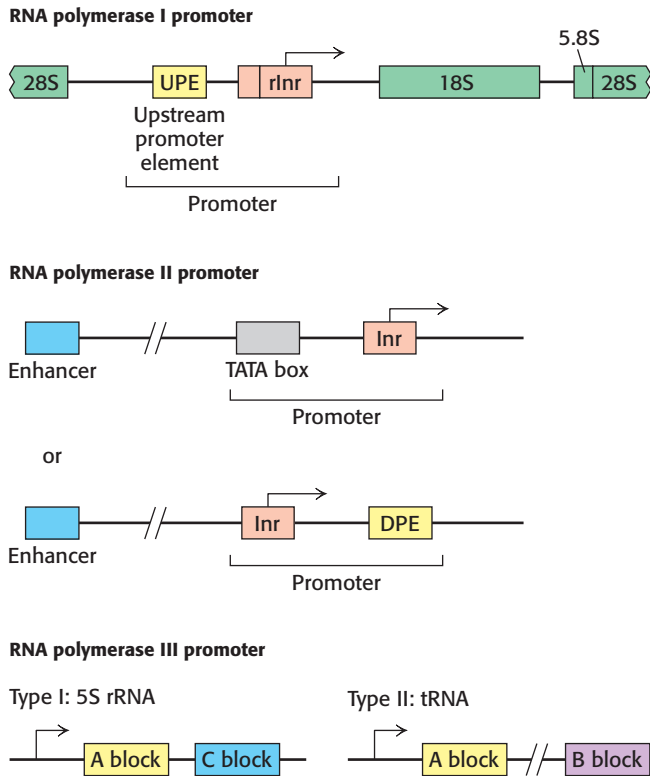 RNA polymerase I promoter
5.8S
28S UPE rInr 18S 28S
Upstream
promoter
element
Promoter
RNA polymerase II promoter
Inr
Enhancer TATA box
Promoter
or
Inr DPE
Enhancer
Promoter
RNA polymerase III promoter
Type I: 5S rRNA Type II: tRNA
A block C block A block B block